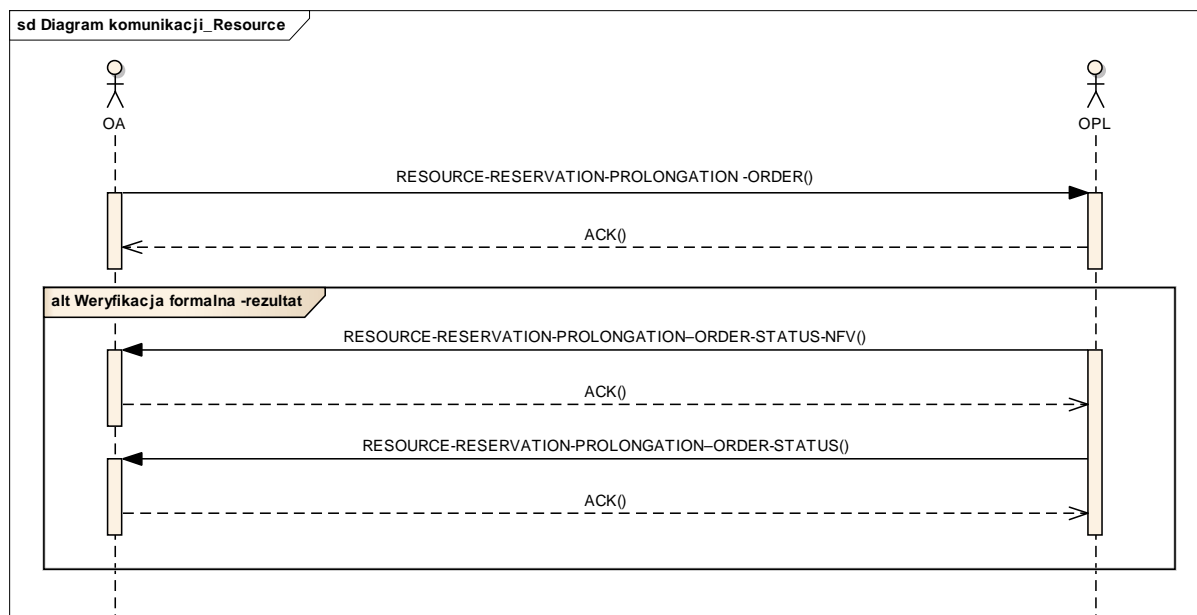 sd Diagram komunikacji_Resource
OA
OPL
RESOURCE-RESERVATION-PROLONGATION -ORDER()
ACK()
alt Weryfikacja formalna -rezultat
RESOURCE-RESERVATION-PROLONGATION–ORDER-STATUS-NFV()
ACK()
RESOURCE-RESERVATION-PROLONGATION–ORDER-STATUS()
ACK()